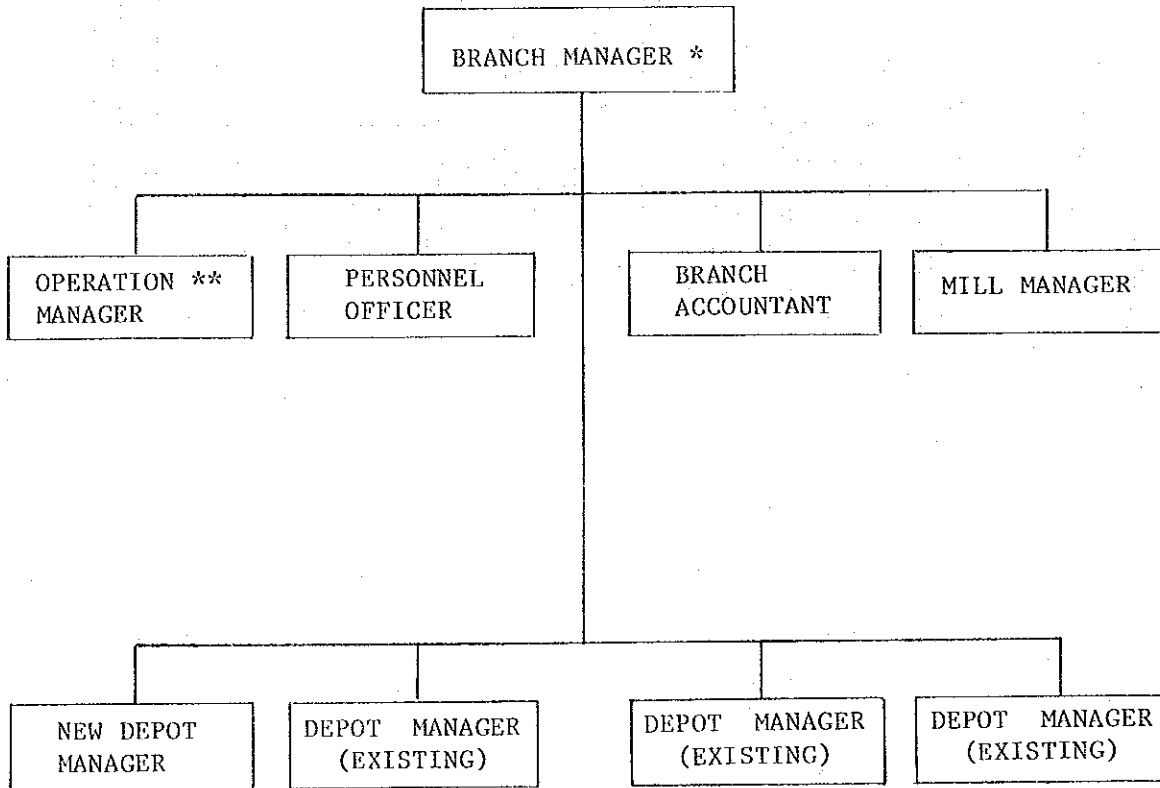 BRANCH MANAGER *
OPERATION **
MANAGER
PERSONNEL
OFFICER
BRANCH
ACCOUNTANT
MILL MANAGER
NEW DEPOT
MANAGER
DEPOT MANAGER
(EXISTING)
DEPOT MANAGER
(EXISTING)
DEPOT MANAGER
(EXISTING)